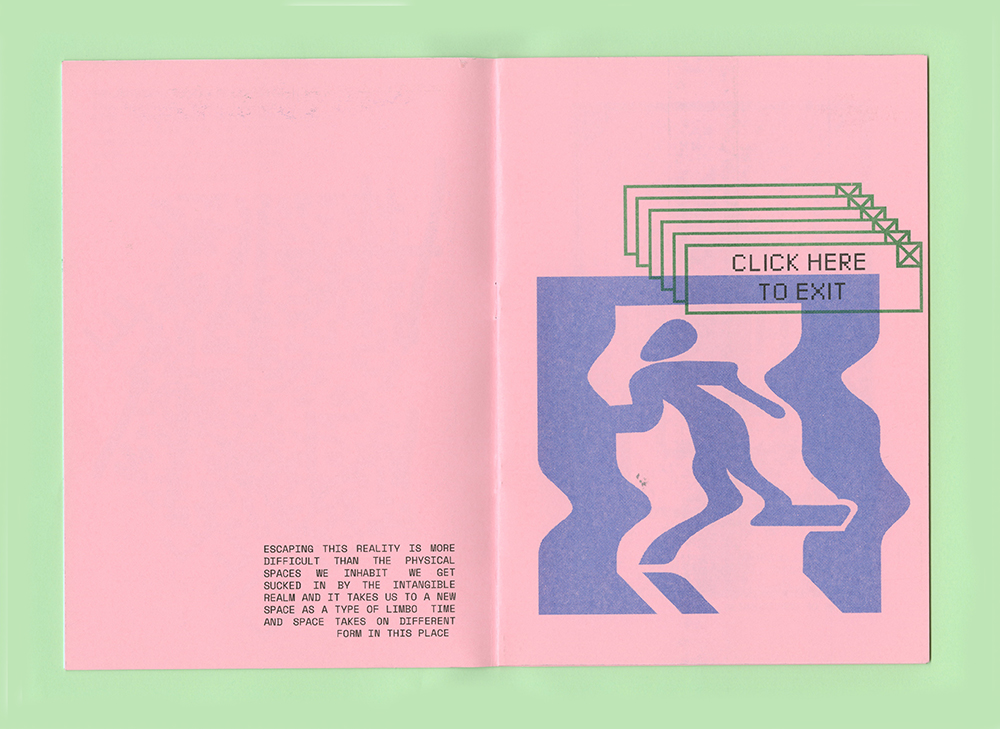 ESCAPING THIS REALITY IS MORE
DIFFICULT THAN THE PHYSICAL
SPACES WE INHABIT WE GET
SUCKED IN BY THE INTANGIBLE
REALM AND IT TAKES US TO A NEW
SPACE AS A TYPE OF LIMBO TIME
AND SPACE TAKES ON DIFFERENT
FORM IN THIS PLACE
CLICK HERE
TO EXIT